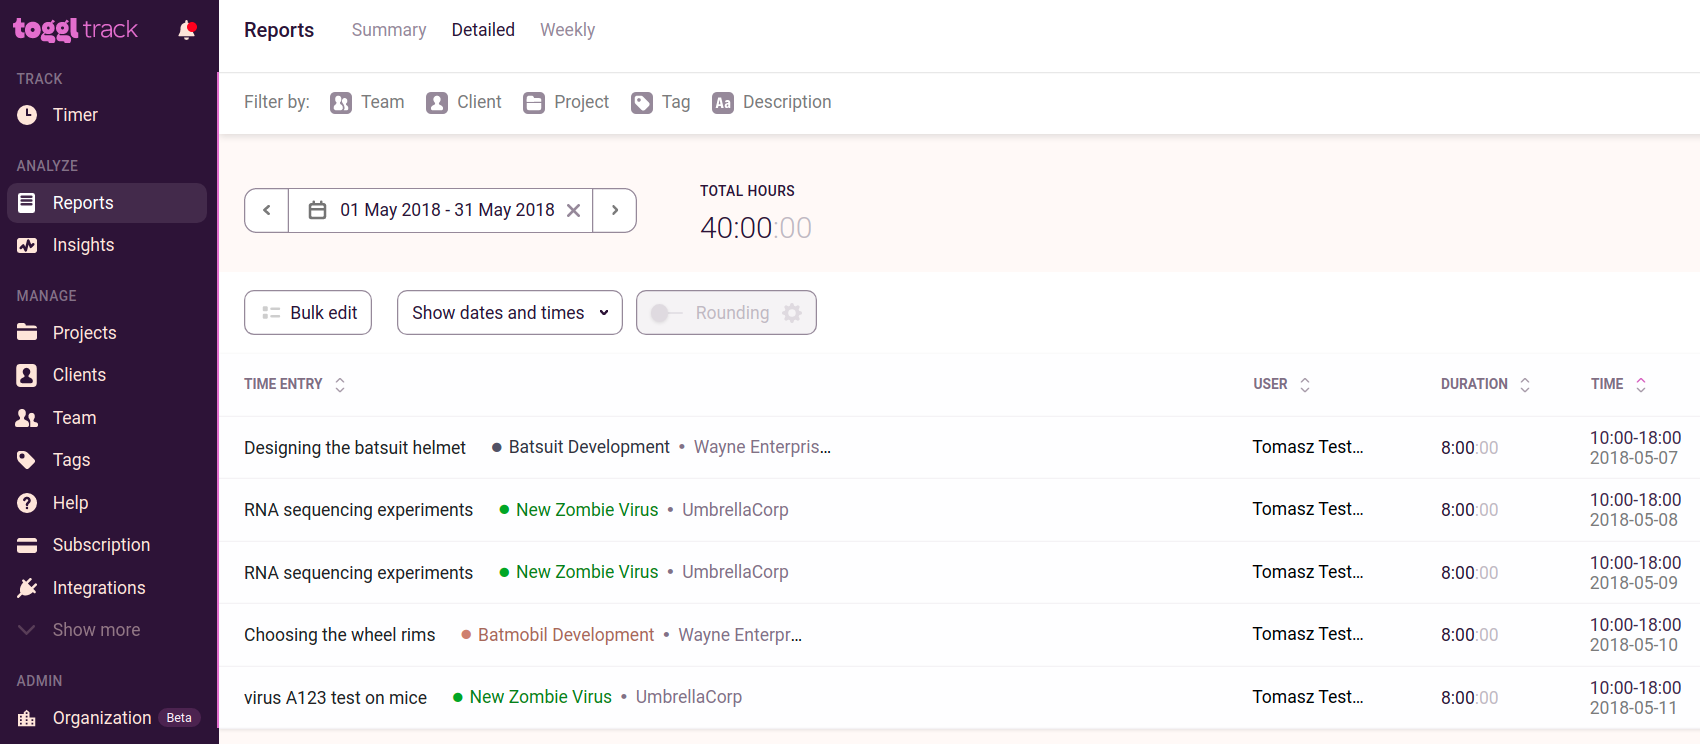 toggl track
TRACK
Timer
ANALYZE
Reports
Insights
MANAGE
Projects
Clients
Team
Tags
Help
Subscription
Integrations
Show more
ADMIN
Organization Beta
Reports Summary Detailed Weekly
Filter by: Team Client Project Tag Aa Description
01 May 2018 - 31 May 2018
TOTAL HOURS
40:00:00
Bulk edit Show dates and times Rounding
TIME ENTRY USER DURATION TIME
Designing the batsuit helmet • Batsuit Development • Wayne Enterpris... Tomasz Test... 8:00:00 10:00-18:00
2018-05-07
RNA sequencing experiments • New Zombie Virus • UmbrellaCorp Tomasz Test... 8:00:00 10:00-18:00
2018-05-08
RNA sequencing experiments • New Zombie Virus • UmbrellaCorp Tomasz Test... 8:00:00 10:00-18:00
2018-05-09
Choosing the wheel rims • Batmobil Development • Wayne Enterpr... Tomasz Test... 8:00:00 10:00-18:00
2018-05-10
virus A123 test on mice • New Zombie Virus • UmbrellaCorp Tomasz Test... 8:00:00 10:00-18:00
2018-05-11